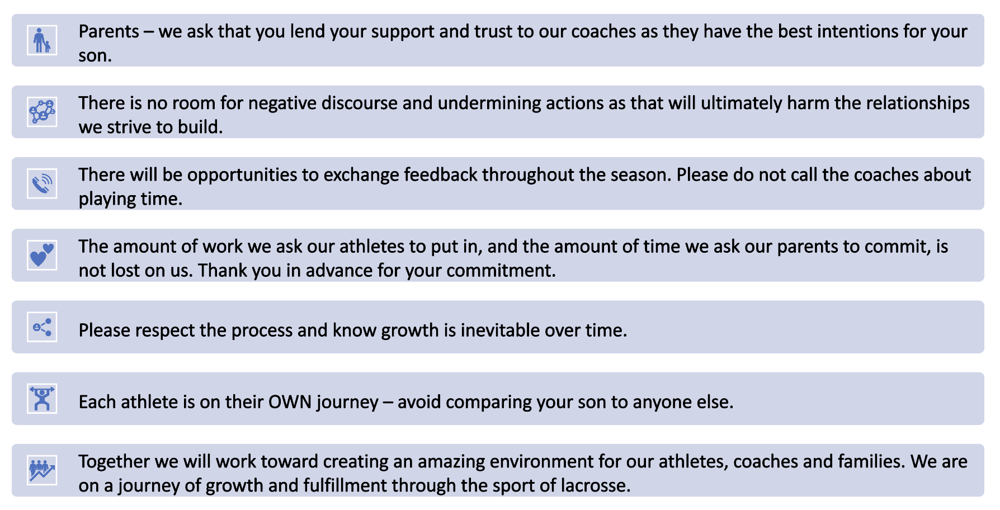 Parents – we ask that you lend your support and trust to our coaches as they have the best intentions for your
son.
There is no room for negative discourse and undermining actions as that will ultimately harm the relationships
we strive to build.
There will be opportunities to exchange feedback throughout the season. Please do not call the coaches about
playing time.
The amount of work we ask our athletes to put in, and the amount of time we ask our parents to commit, is
not lost on us. Thank you in advance for your commitment.
Please respect the process and know growth is inevitable over time.
Each athlete is on their OWN journey – avoid comparing your son to anyone else.
Together we will work toward creating an amazing environment for our athletes, coaches and families. We are
on a journey of growth and fulfillment through the sport of lacrosse.